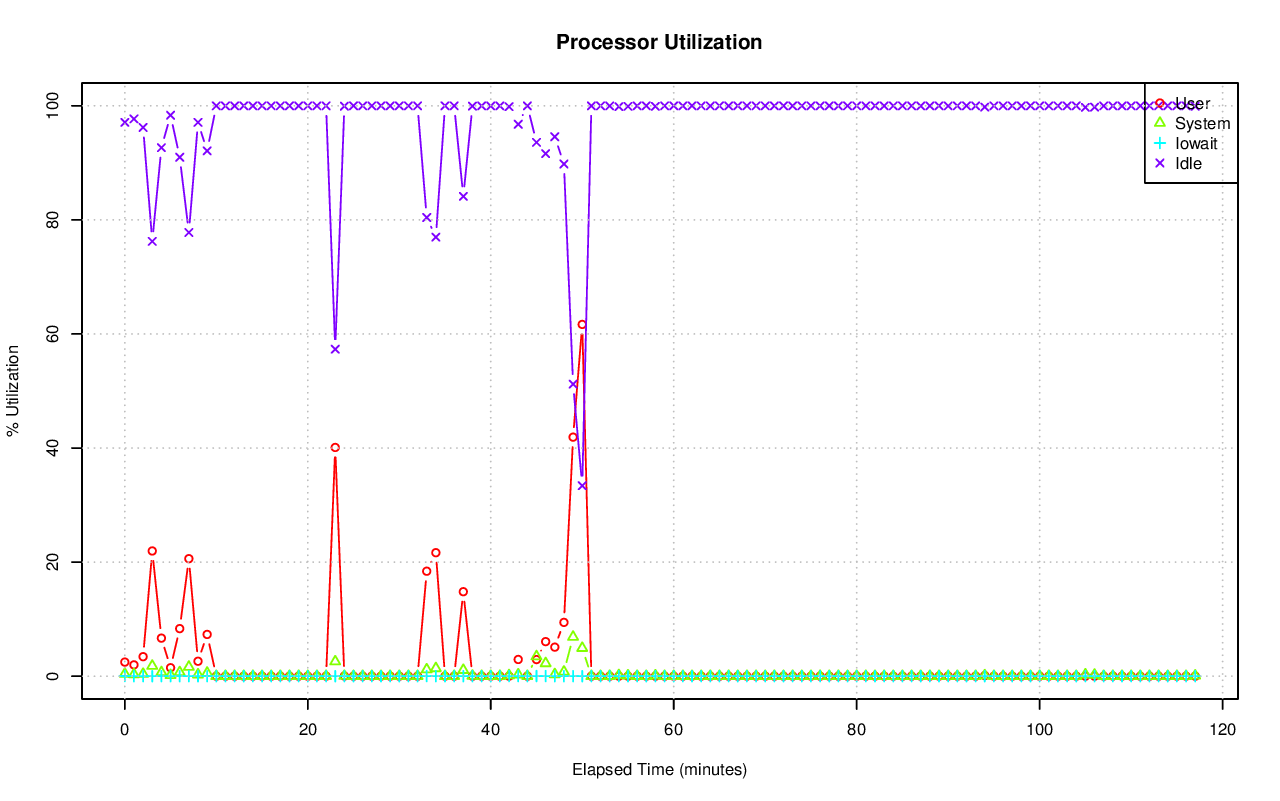 Processor Utilization
% Utilization
100
80
60
40
20
0
User
System
Iowait
Idle
0 20 40 60 80 100 120
Elapsed Time (minutes)